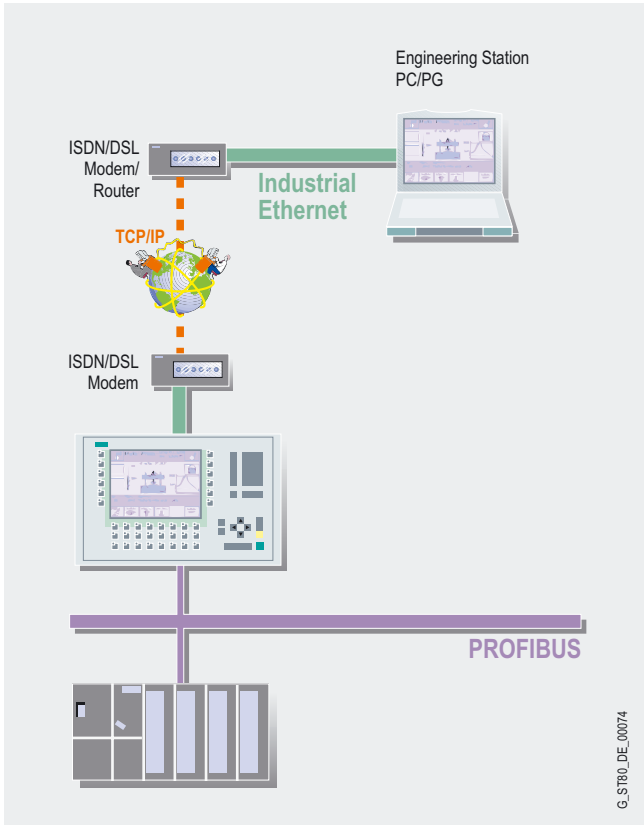 Engineering Station
PC/PG
ISDN/DSL
Modem/
Router
Industrial
Ethernet
TCP/IP
ISDN/DSL
Modem
PROFIBUS
G_ST80_DE_00074